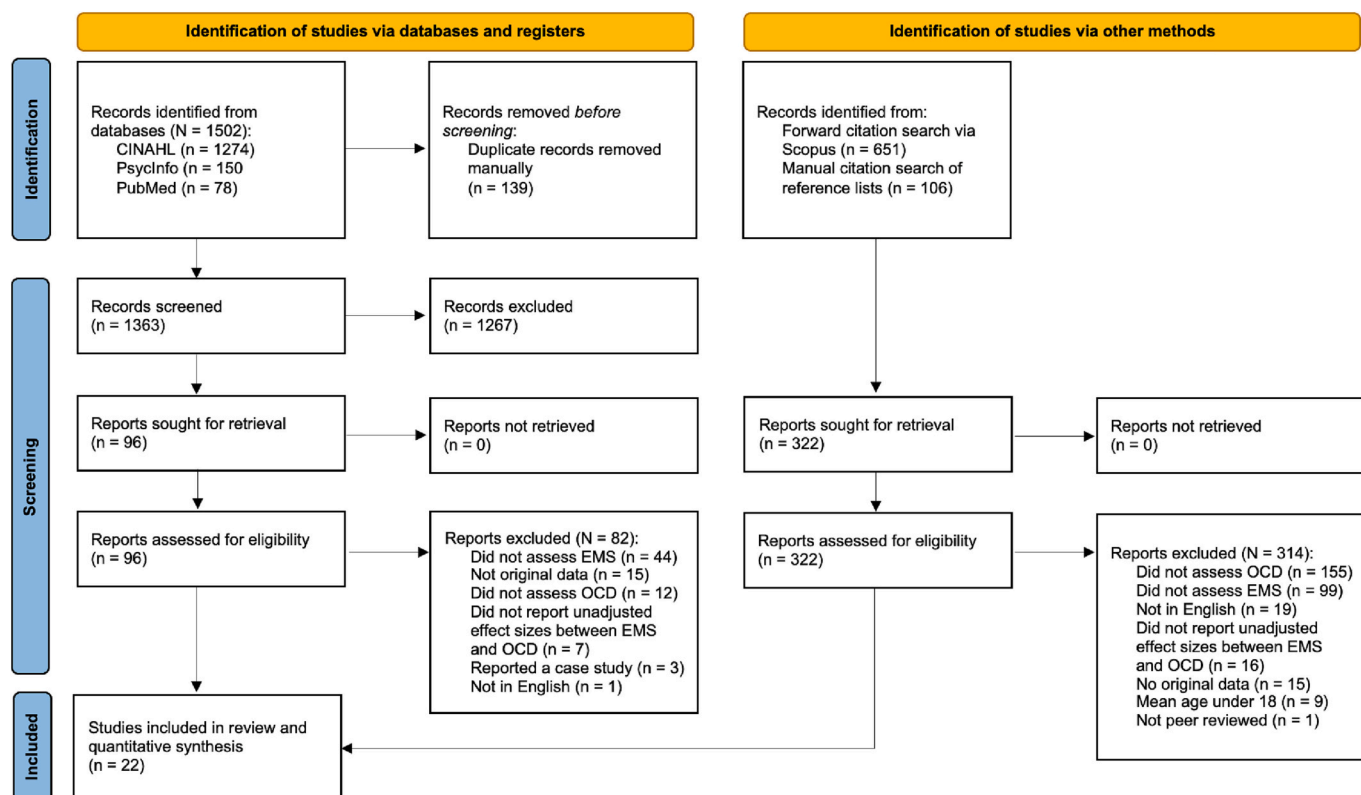 Identification of studies via databases and registers
Identification of studies via other methods
Identification
Records identified from
databases (N = 1502):
CINAHL (n = 1274)
PsycInfo (n = 150)
PubMed (n = 78)
Records removed before
screening:
Duplicate records removed
manually
(n = 139)
Records identified from:
Forward citation search via
Scopus (n = 651)
Manual citation search of
reference lists (n = 106)
Screening
Records screened
(n = 1363)
Records excluded
(n = 1267)
Reports sought for retrieval
(n = 96)
Reports not retrieved
(n = 0)
Reports sought for retrieval
(n = 322)
Reports not retrieved
(n = 0)
Reports assessed for eligibility
(n = 96)
Reports excluded (N = 82):
Did not assess EMS (n = 44)
Not original data (n = 15)
Did not assess OCD (n = 12)
Did not report unadjusted
effect sizes between EMS
and OCD (n = 7)
Reported a case study (n = 3)
Not in English (n = 1)
Reports assessed for eligibility
(n = 322)
Reports excluded (N = 314):
Did not assess OCD (n = 155)
Did not assess EMS (n = 99)
Not in English (n = 19)
Did not report unadjusted
effect sizes between EMS
and OCD (n = 16)
No original data (n = 15)
Mean age under 18 (n = 9)
Not peer reviewed (n = 1)
Included
Studies included in review and
quantitative synthesis
(n = 22)